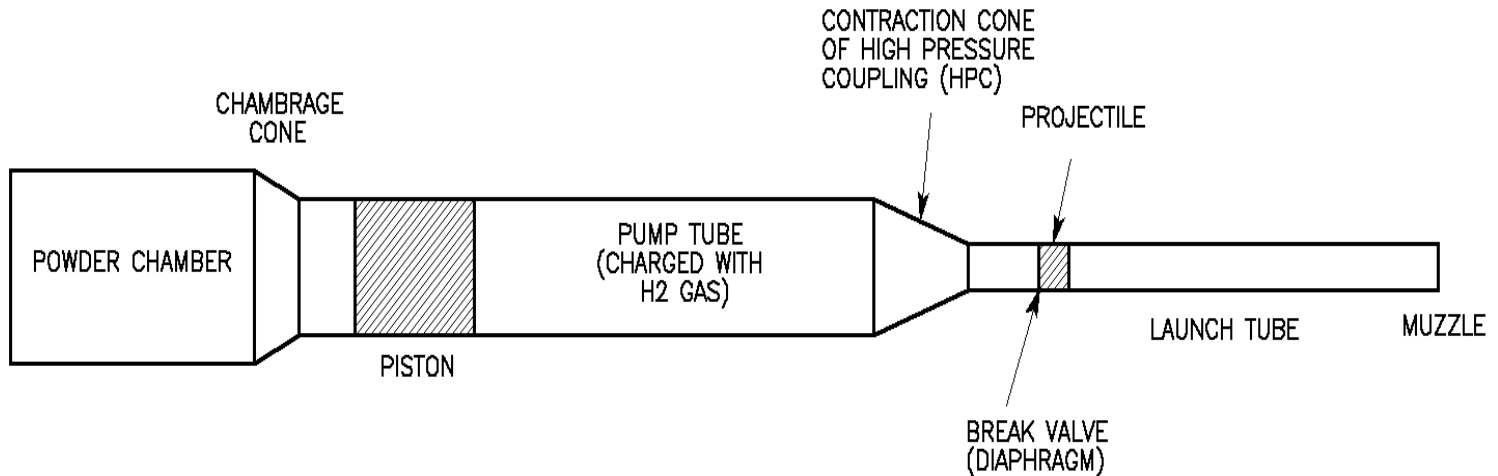 CONTRACTION CONE
OF HIGH PRESSURE
COUPLING (HPC)
CHAMBRAGE
CONE
PROJECTILE
POWDER CHAMBER
PUMP TUBE
(CHARGED WITH
H2 GAS)
LAUNCH TUBE
MUZZLE
PISTON
BREAK VALVE
(DIAPHRAGM)